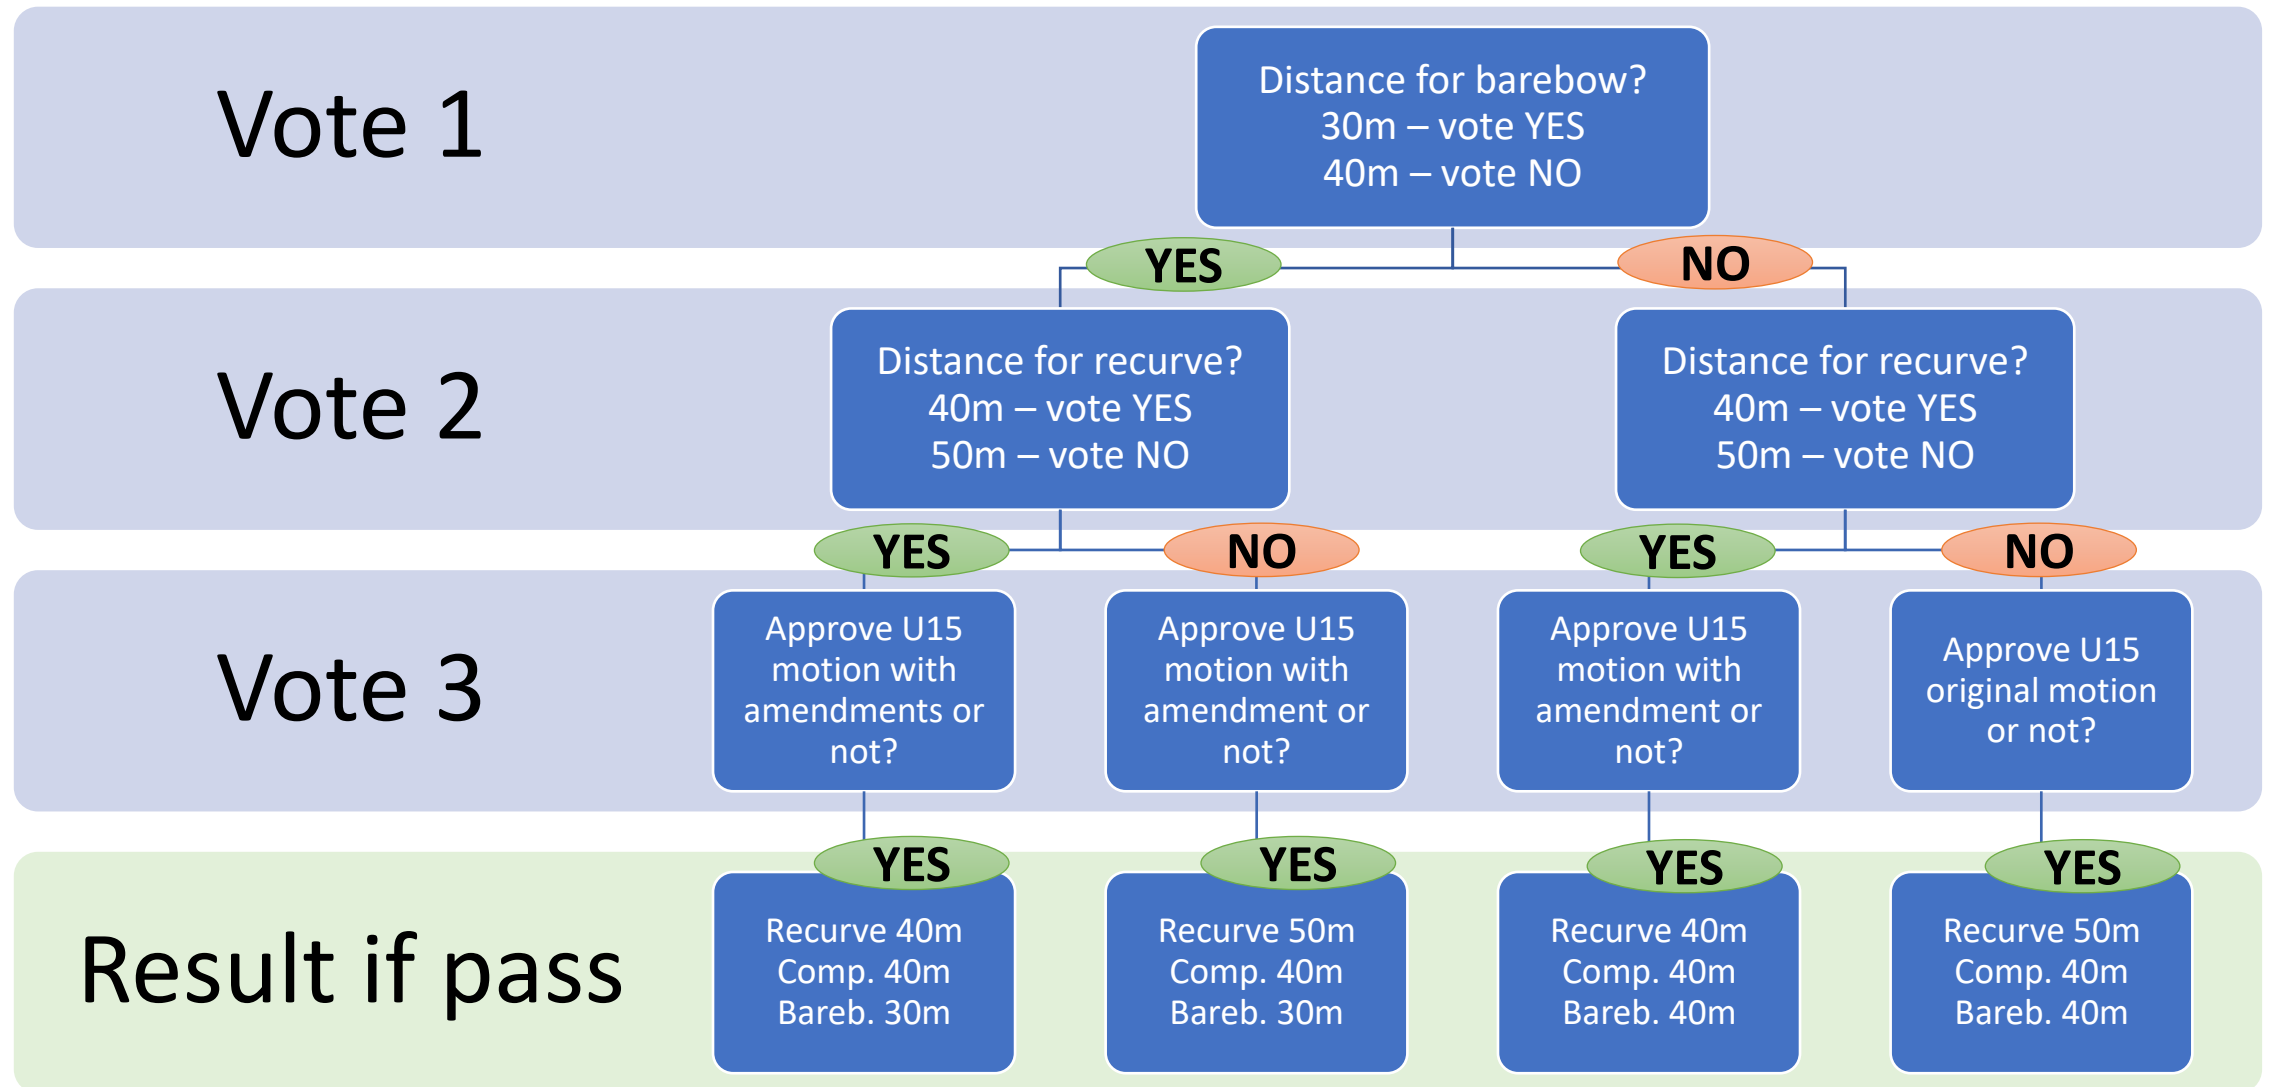 Vote 1
Distance for barebow?
30m – vote YES
40m – vote NO
YES
NO
Vote 2
Distance for recurve?
40m – vote YES
50m – vote NO
Distance for recurve?
40m – vote YES
50m – vote NO
YES
NO
YES
NO
Vote 3
Approve U15
motion with
amendments or
not?
Approve U15
motion with
amendment or
not?
Approve U15
motion with
amendment or
not?
Approve U15
original motion
or not?
YES
YES
YES
YES
Result if pass
Recurve 40m
Comp. 40m
Bareb. 30m
Recurve 50m
Comp. 40m
Bareb. 30m
Recurve 40m
Comp. 40m
Bareb. 40m
Recurve 50m
Comp. 40m
Bareb. 40m